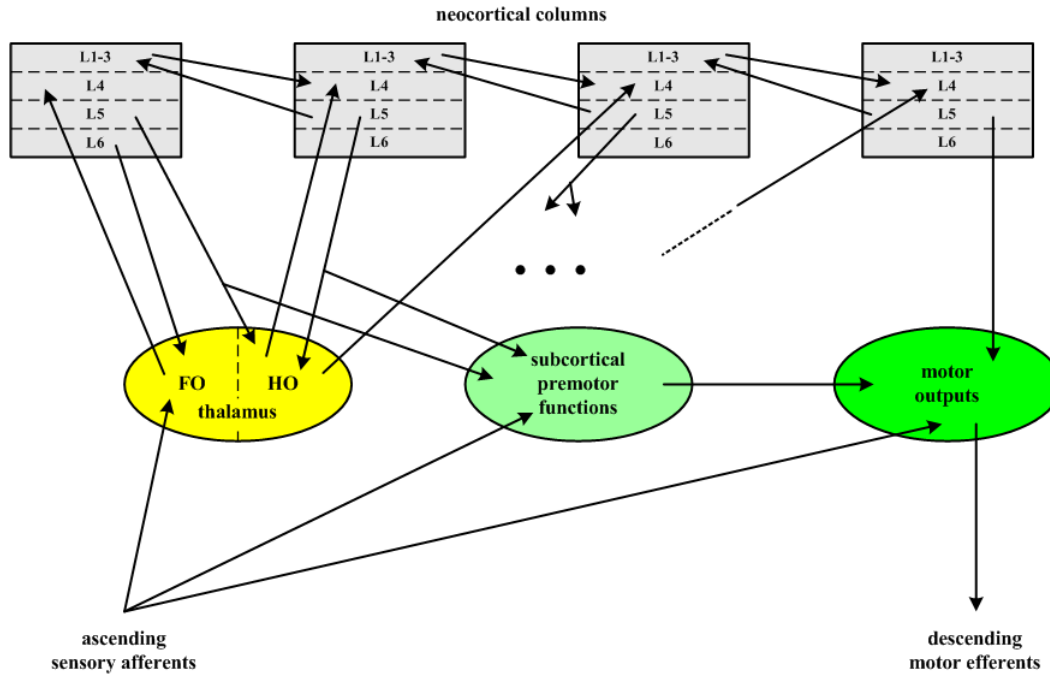 neocortical columns
L1-3
L4
L5
L6
L1-3
L4
L5
L6
L1-3
L4
L5
L6
L1-3
L4
L5
L6
FO HO
thalamus
subcortical
premotor
functions
motor
outputs
ascending
sensory afferents
descending
motor efferents